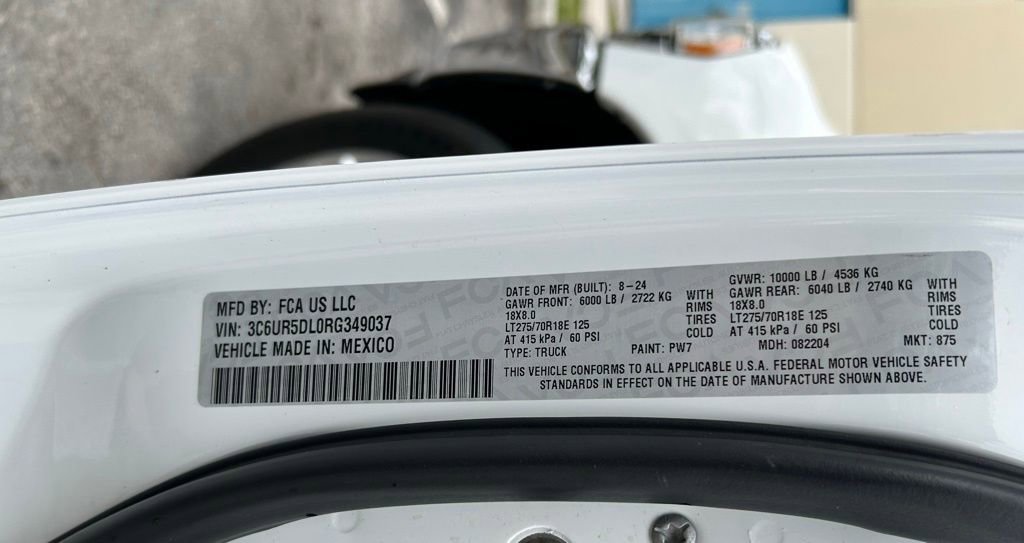 MFD BY: FCA US LLC
VIN: 3C6UR5DL0RG349037
VEHICLE MADE IN: MEXICO
DATE OF MFR (BUILT): 8-24
GAWR FRONT: 6000 LB / 2722 KG WITH
18X8.0 RIMS
LT275/70R18E 125 TIRES
AT 415 kPa / 60 PSI COLD
TYPE: TRUCK PAINT: PW7
GVWR: 10000 LB / 4536 KG
GAWR REAR: 6040 LB / 2740 KG WITH
18X8.0 RIMS
LT275/70R18E 125 TIRES
AT 415 kPa / 60 PSI COLD
MDH: 082204 MKT: 875
THIS VEHICLE CONFORMS TO ALL APPLICABLE U.S.A. FEDERAL MOTOR VEHICLE SAFETY
STANDARDS IN EFFECT ON THE DATE OF MANUFACTURE SHOWN ABOVE.